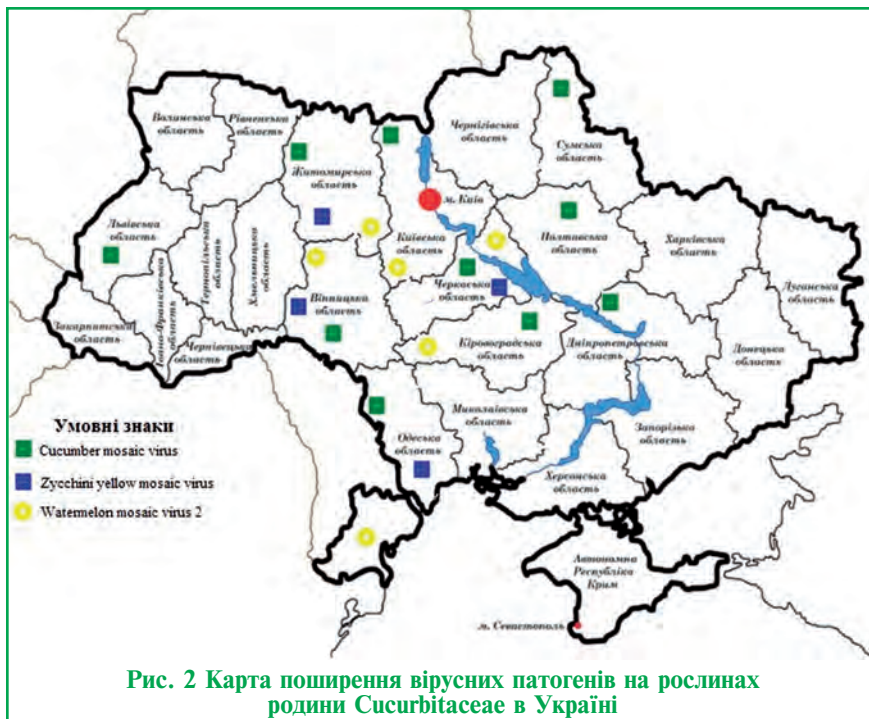 Волинська
область
Рівненська
область
Чернігівська
область
Сумська
область
Житомирська
область
м. Київ
Львівська
область
Тернопільська
область
Хмельницька
область
Київська
область
Полтавська
область
Харківська
область
Луганська
область
Вінницька
область
Черкаська
область
Закарпатська
область
Івано-Франківська
область
Чернівецька
область
Кіровоградська
область
Дніпропетровська
область
Донецька
область
Миколаївська
область
Запорізька
область
Одеська
область
Херсонська
область
Автономна
Республіка
Крим
м. Севастополь
Умовні знаки
Cucumber mosaic virus
Zycchini yellow mosaic virus
Watermelon mosaic virus 2
Рис. 2 Карта поширення вірусних патогенів на рослинах
родини Cucurbitaceae в Україні